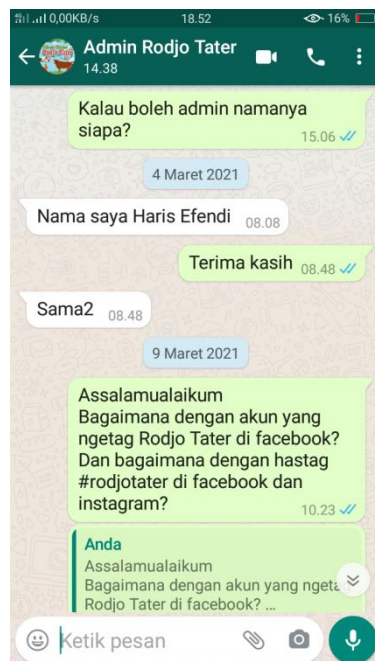 0,00KB/s 18.52 16%
Admin Rodjo Tater
14.38
Kalau boleh admin namanya
siapa? 15.06
4 Maret 2021
Nama saya Haris Efendi 08.08
Terima kasih 08.48
Sama2 08.48
9 Maret 2021
Assalamualaikum
Bagaimana dengan akun yang
ngetag Rodjo Tater di facebook?
Dan bagaimana dengan hastag
#rodjotater di facebook dan
instagram? 10.23
Anda
Assalamualaikum
Bagaimana dengan akun yang ngeta
Rodjo Tater di facebook? ...
Ketik pesan